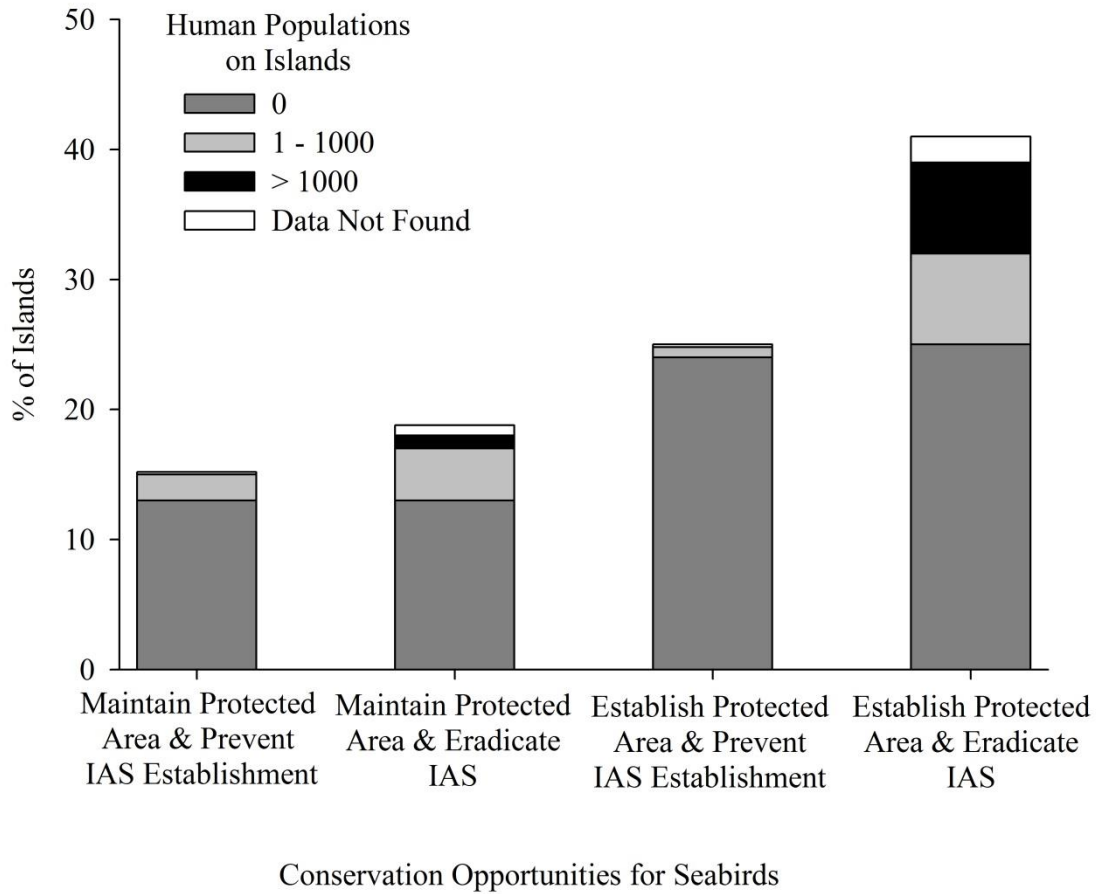 Human Populations
on Islands
0
1 - 1000
> 1000
Data Not Found
% of Islands
50
40
30
20
10
0
Maintain Protected
Area & Prevent
IAS Establishment
Maintain Protected
Area & Eradicate
IAS
Establish Protected
Area & Prevent
IAS Establishment
Establish Protected
Area & Eradicate
IAS
Conservation Opportunities for Seabirds